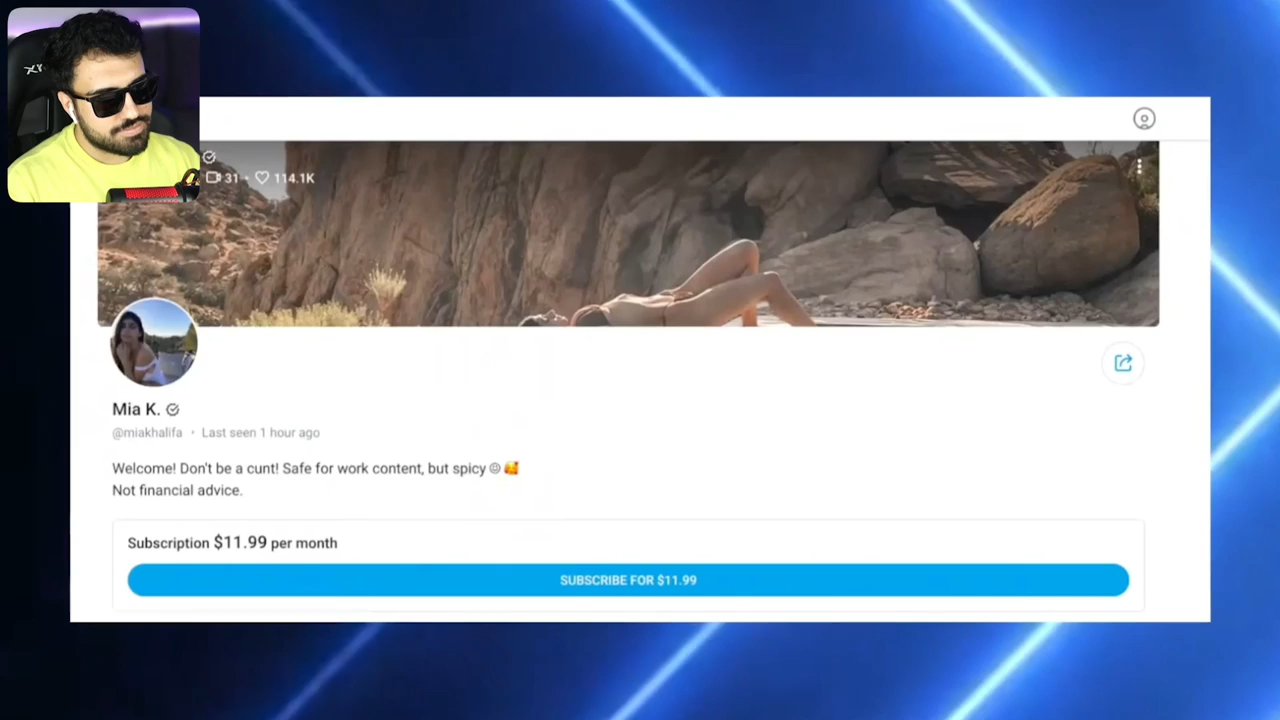 31 · 114.1K
Mia K.
@miakhalifa · Last seen 1 hour ago
Welcome! Don't be a cunt! Safe for work content, but spicy☺🥰
Not financial advice.
Subscription $11.99 per month
SUBSCRIBE FOR $11.99